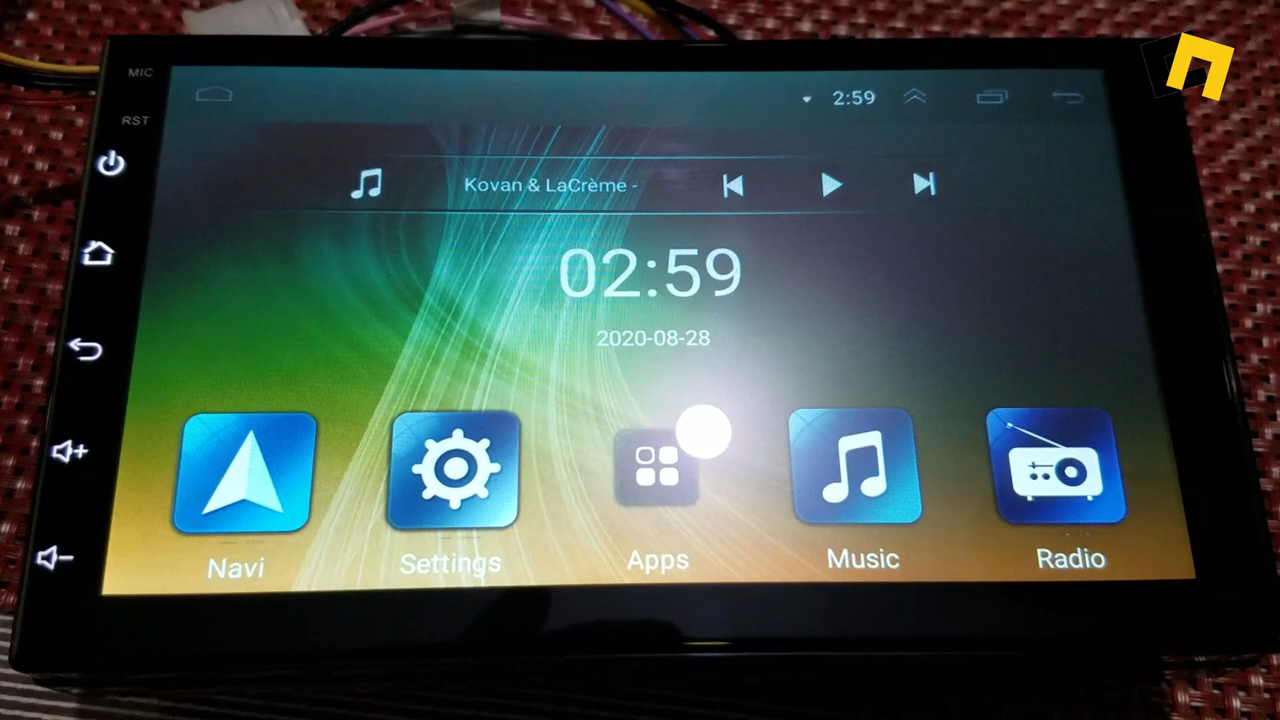 MIC
RST
2:59
Kovan & LaCrème -
02:59
2020-08-28
Navi
Settings
Apps
Music
Radio